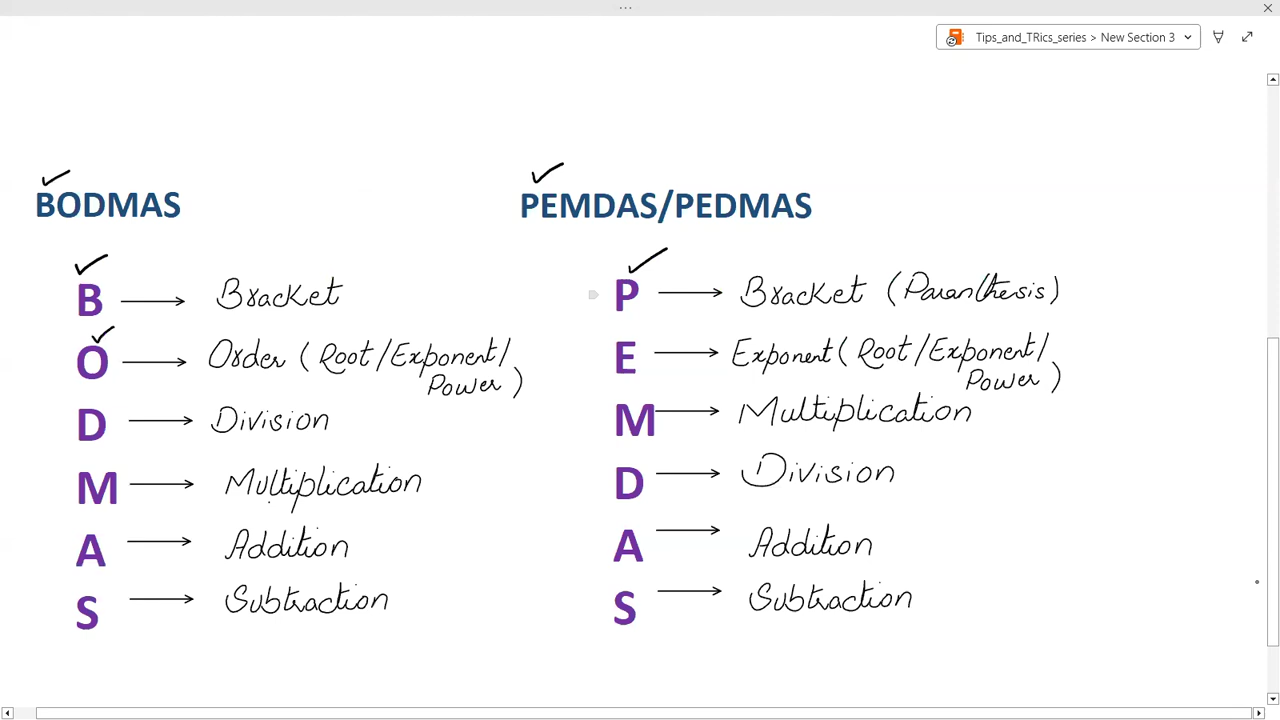 Tips_and_TRics_series > New Section 3
BODMAS
B → Bracket
O → Order (Root/Exponent/
Power)
D → Division
M → Multiplication
A → Addition
S → Subtraction
PEMDAS/PEDMAS
P → Bracket (Paranthesis)
E → Exponent (Root/Exponent/
Power)
M → Multiplication
D → Division
A → Addition
S → Subtraction